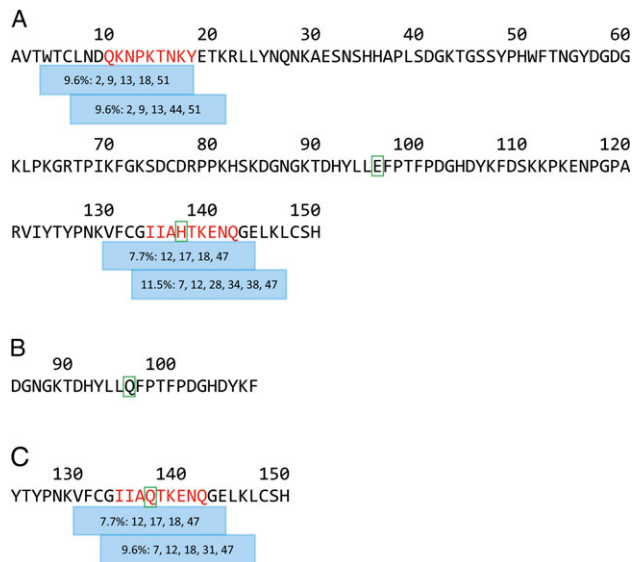 A
10 20 30 40 50 60
AVTWTCLNDQKNPKTNKYETKRLLYNQNKAESNSHHAPLSDGKTGSSYPHWFTNGYDGDG
9.6%: 2, 9, 13, 18, 51
9.6%: 2, 9, 13, 44, 51
70 80 90 100 110 120
KLPKGRTPIKFGKSDCDRPPKHSKDGNGKTDHYLLEFPTFPDGHDYKFDSKKPKENPGPA
130 140 150
RVIYTYPNKVFCGIIAHTKENQGELKLCSH
7.7%: 12, 17, 18, 47
11.5%: 7, 12, 28, 34, 38, 47
B
90 100
DGNGKTDHYLLQFPTFPDGHDYKF
C
130 140 150
YTYPNKVFCGIIAQTKENQGELKLCSH
7.7%: 12, 17, 18, 47
9.6%: 7, 12, 18, 31, 47